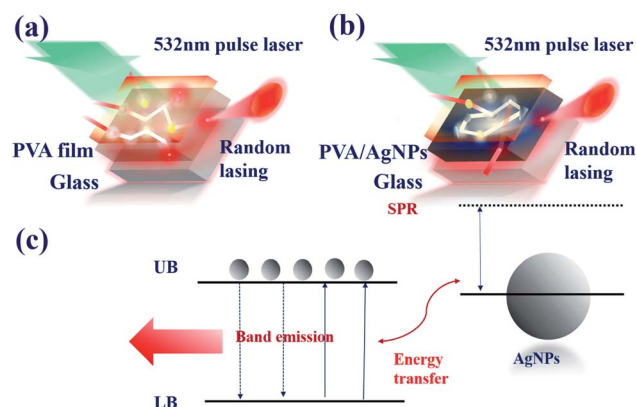 (a)
532nm pulse laser
PVA film
Glass
Random
lasing
(b)
532nm pulse laser
PVA/AgNPs
Glass
Random
lasing
SPR
(c)
UB
Band emission
Energy
transfer
AgNPs
LB